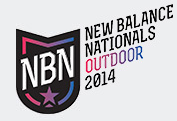 NBN
NEW BALANCE
NATIONALS
OUTDOOR
2014